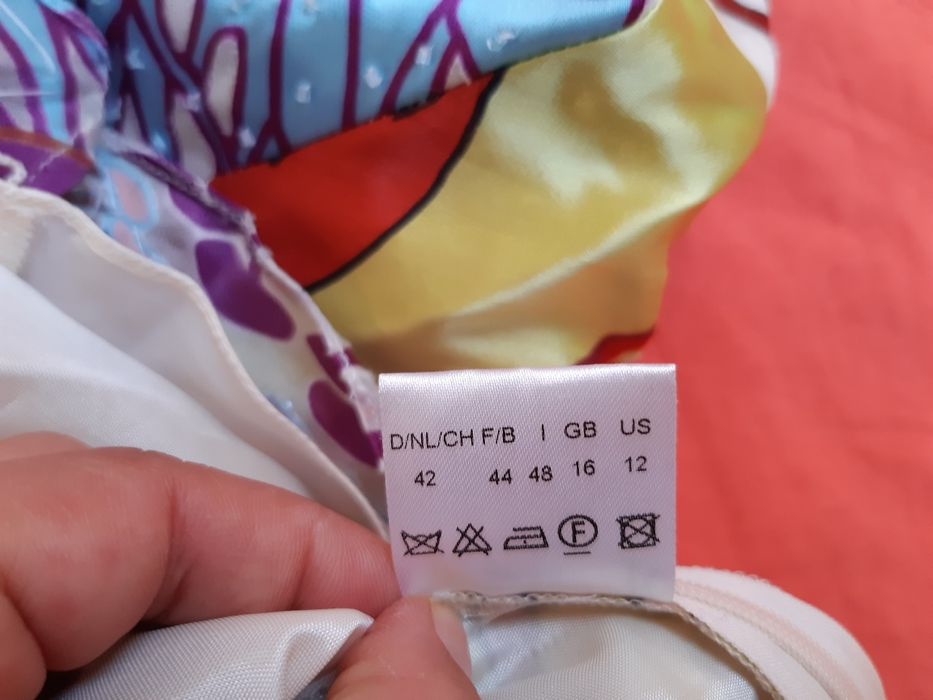 D/NL/CH F/B I GB US
42 44 48 16 12
F